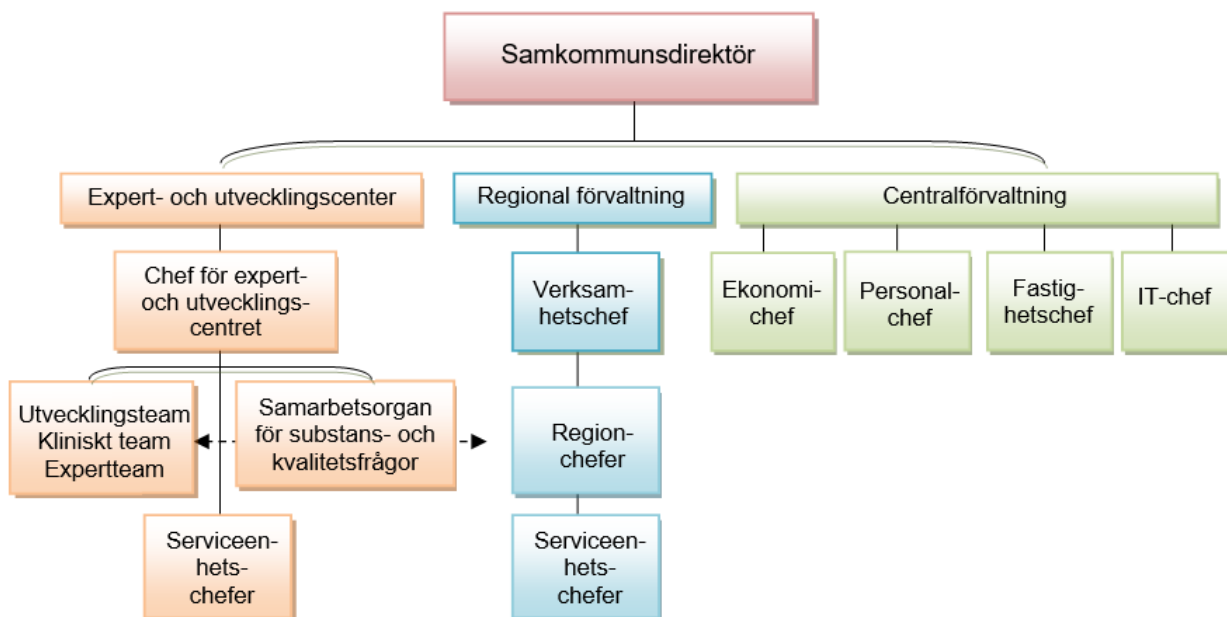 Samkommunsdirektör
Expert- och utvecklingscenter
Regional förvaltning
Centralförvaltning
Chef för expert-
och utvecklings-
centret
Verksam-
hetschef
Ekonomi-
chef
Personal-
chef
Fastig-
hetschef
IT-chef
Utvecklingsteam
Kliniskt team
Expertteam
Samarbetsorgan
för substans- och
kvalitetsfrågor
Region-
chefer
Serviceen-
hets-
chefer
Serviceen-
hets-
chefer